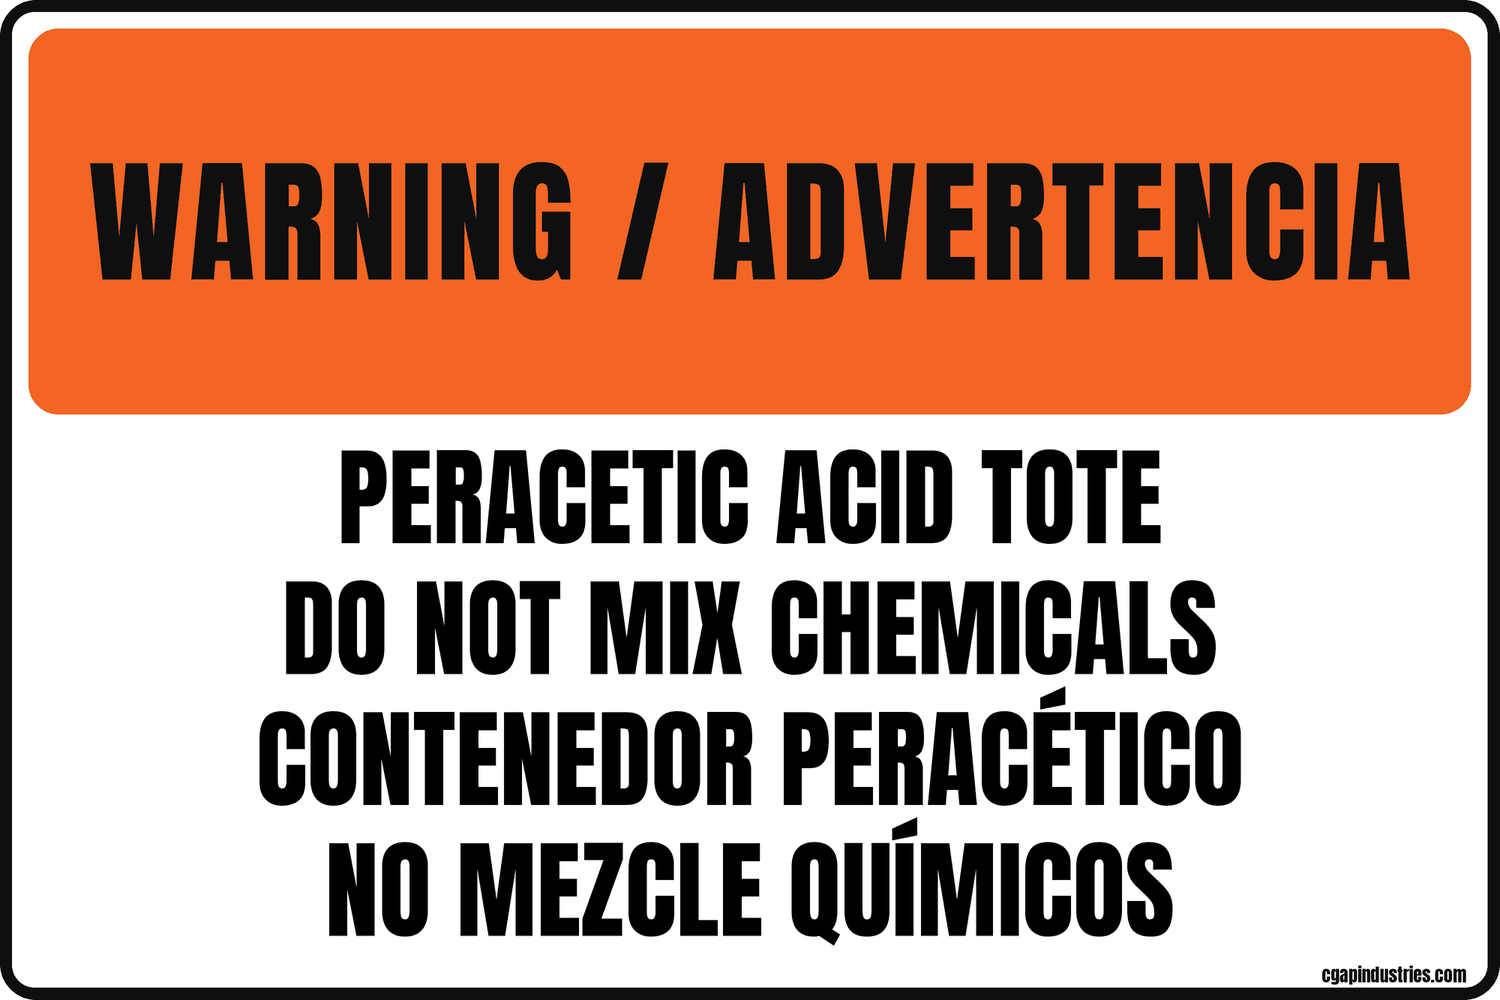 WARNING / ADVERTENCIA
PERACETIC ACID TOTE
DO NOT MIX CHEMICALS
CONTENEDOR PERACÉTICO
NO MEZCLE QUÍMICOS
cgapindustries.com